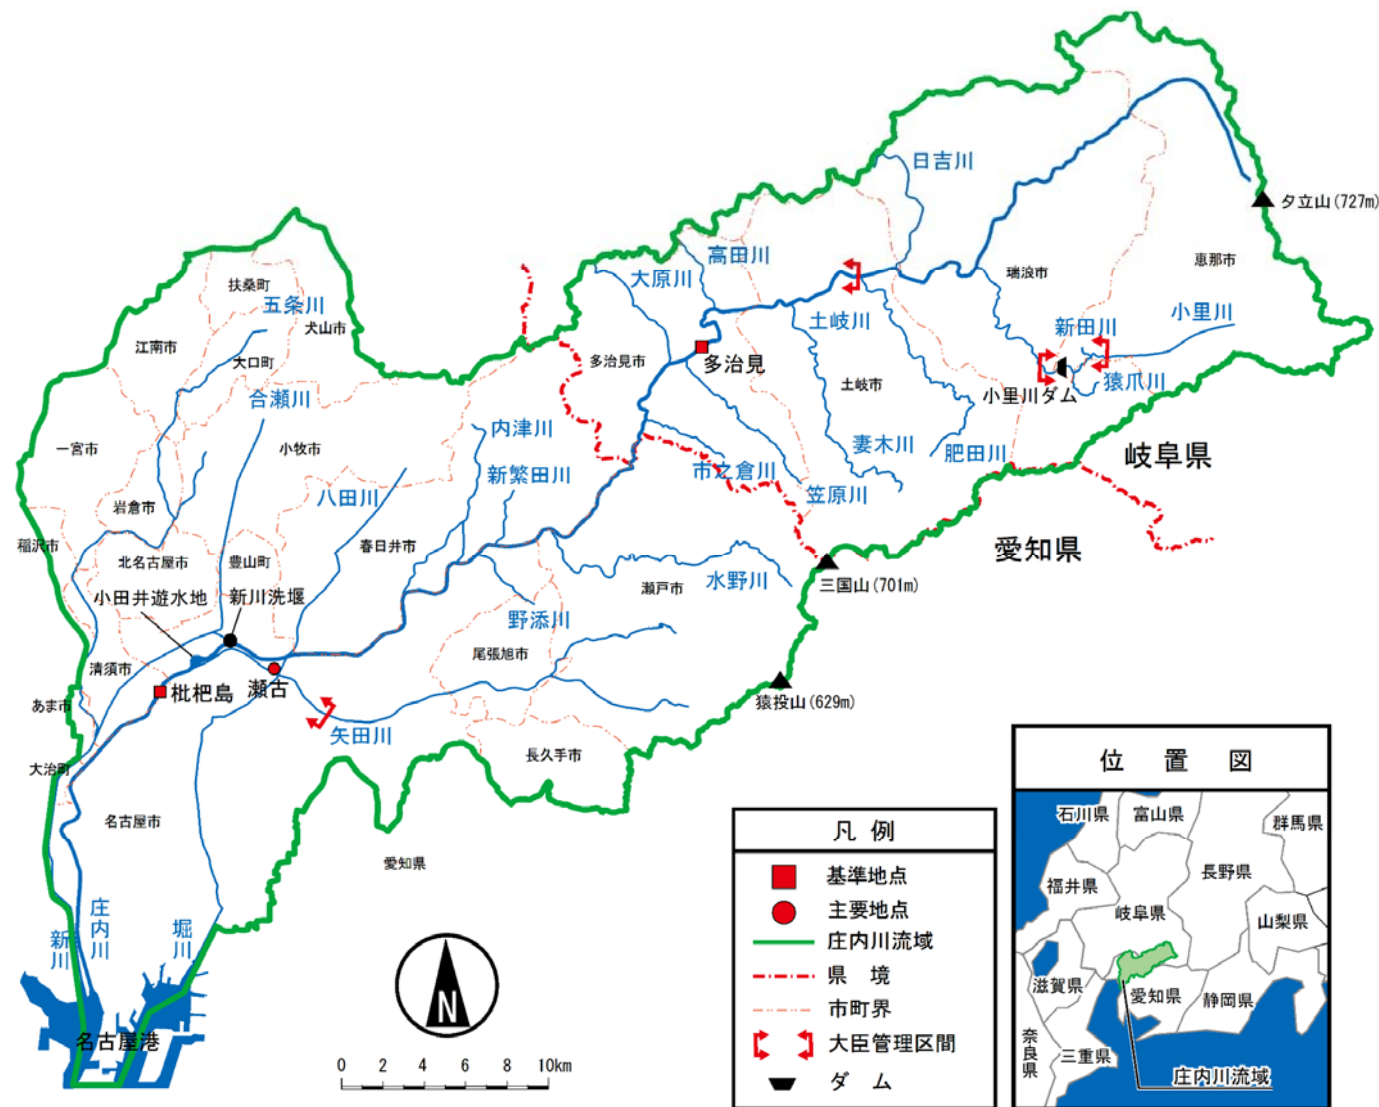 日吉川
夕立山(727m)
高田川
大原川
瑞浪市
恵那市
扶桑町
五条川
犬山市
土岐川
新田川
小里川
江南市
大口町
多治見市
多治見
土岐市
小里川ダム
猿爪川
合瀬川
一宮市
小牧市
内津川
妻木川
肥田川
岐阜県
新繁田川
市之倉川
笠原川
八田川
岩倉市
稲沢市
北名古屋市
豊山町
春日井市
愛知県
水野川
瀬戸市
三国山(701m)
小田井遊水地
新川洗堰
野添川
尾張旭市
清須市
瀬古
枇杷島
猿投山(629m)
あま市
矢田川
長久手市
大治町
名古屋市
愛知県
庄内川
新川
堀川
名古屋港
N
0 2 4 6 8 10km
凡 例
基準地点
主要地点
庄内川流域
県 境
市町界
大臣管理区間
ダ ム
位 置 図
石川県
富山県
群馬県
福井県
長野県
岐阜県
山梨県
滋賀県
愛知県
静岡県
奈良県
三重県
庄内川流域